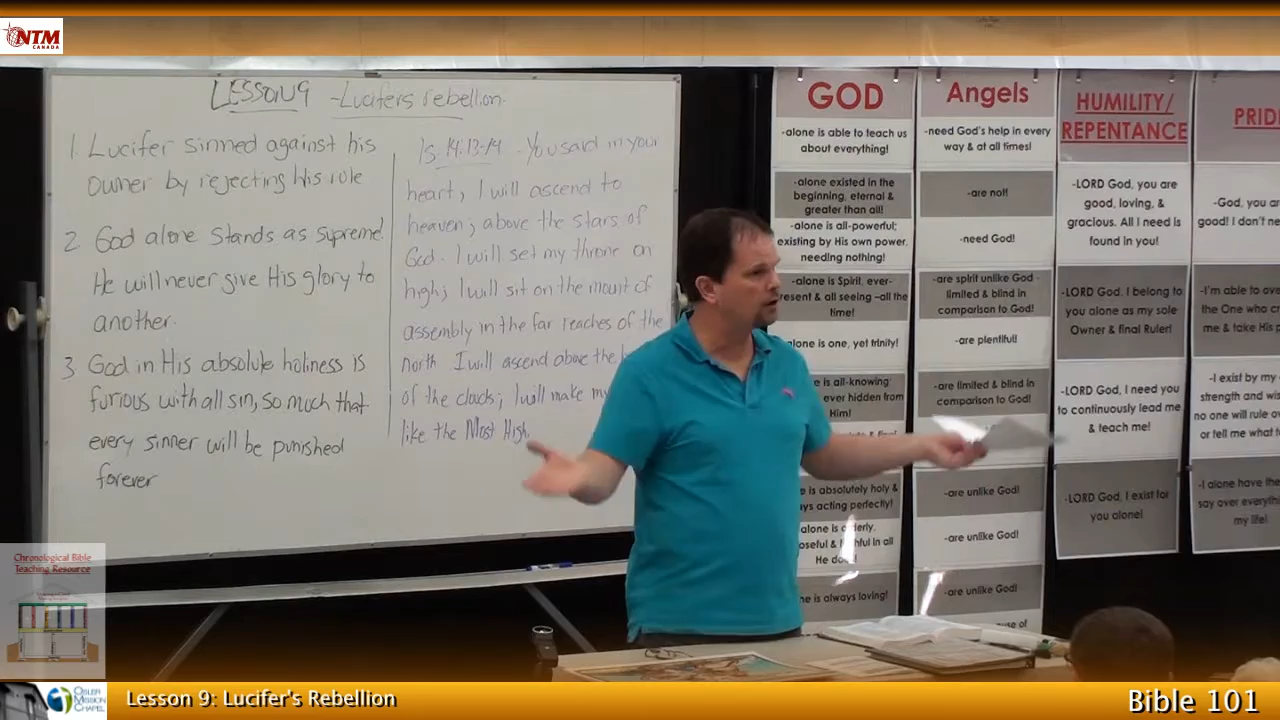 NTM
CANADA
LESSON 9 - Lucifers rebellion.
1. Lucifer sinned against his
owner by rejecting his role
2 God alone stands as supreme!
He will never give His glory to
another.
3 God in His absolute holiness is
furious with all sin, so much that
every sinner will be punished
forever
Is. 14:13-14 - You said in your
heart, I will ascend to
heaven; above the stars of
God. I will set my throne on
high; I will sit on the mount of
assembly in the far reaches of the
north I will ascend above the
of the clouds; I will make my
like the Most High.
GOD
-alone is able to teach us
about everything!
-alone existed in the
beginning, eternal &
greater than all!
-alone is all-powerful;
existing by His own power,
needing nothing!
-alone is Spirit, ever-
present & all seeing –all the
time!
alone is one, yet trinity!
e is all-knowing
ever hidden from
Him!
e is absolutely holy &
ys acting perfectly!
alone is
& in all
He
ne is always loving!
Angels
-need God's help in every
way & at all times!
-are not!
-need God!
-are spirit unlike God -
limited & blind in
comparison to God!
-are plentiful!
-are limited & blind in
comparison to God!
-are unlike God!
-are unlike God!
-are unlike God!
of
HUMILITY/
REPENTANCE
-LORD God, you are
good, loving, &
gracious. All I need is
found in you!
-LORD God, I belong to
you alone as my sole
Owner & final Ruler!
-LORD God, I need you
to continuously lead me
& teach me!
-LORD God, I exist for
you alone!
PRID
-God, you are
good! I don't ne
-I'm able to ove
the One who cr
me & take His p
-I exist by my
strength and wis
no one will rule ov
or tell me what t
-I alone have the
say over everyth
my life!
Chronological Bible
Teaching Resource
OSLER
MISSION
CHAPEL
Lesson 9: Lucifer's Rebellion
Bible 101